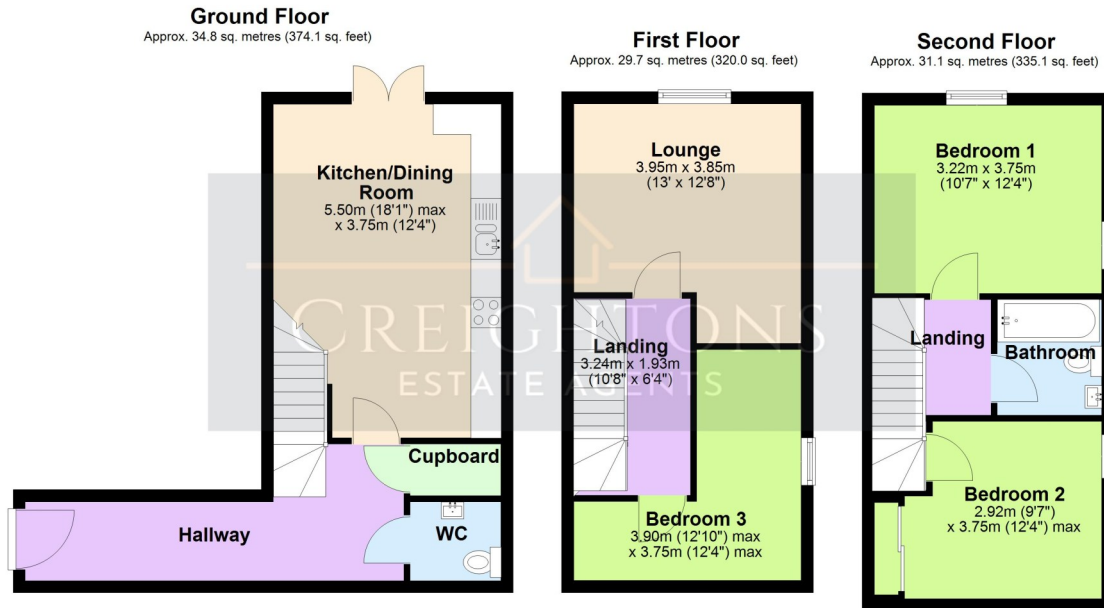 Ground Floor
Approx. 34.8 sq. metres (374.1 sq. feet)
Kitchen/Dining
Room
5.50m (18'1") max
x 3.75m (12'4")
Cupboard
Hallway
WC
First Floor
Approx. 29.7 sq. metres (320.0 sq. feet)
Lounge
3.95m x 3.85m
(13' x 12'8")
Landing
3.24m x 1.93m
(10'8" x 6'4")
Bedroom 3
3.90m (12'10") max
x 3.75m (12'4") max
Second Floor
Approx. 31.1 sq. metres (335.1 sq. feet)
Bedroom 1
3.22m x 3.75m
(10'7" x 12'4")
Landing
Bathroom
Bedroom 2
2.92m (9'7")
x 3.75m (12'4") max
CREIGHTONS
ESTATE AGENTS